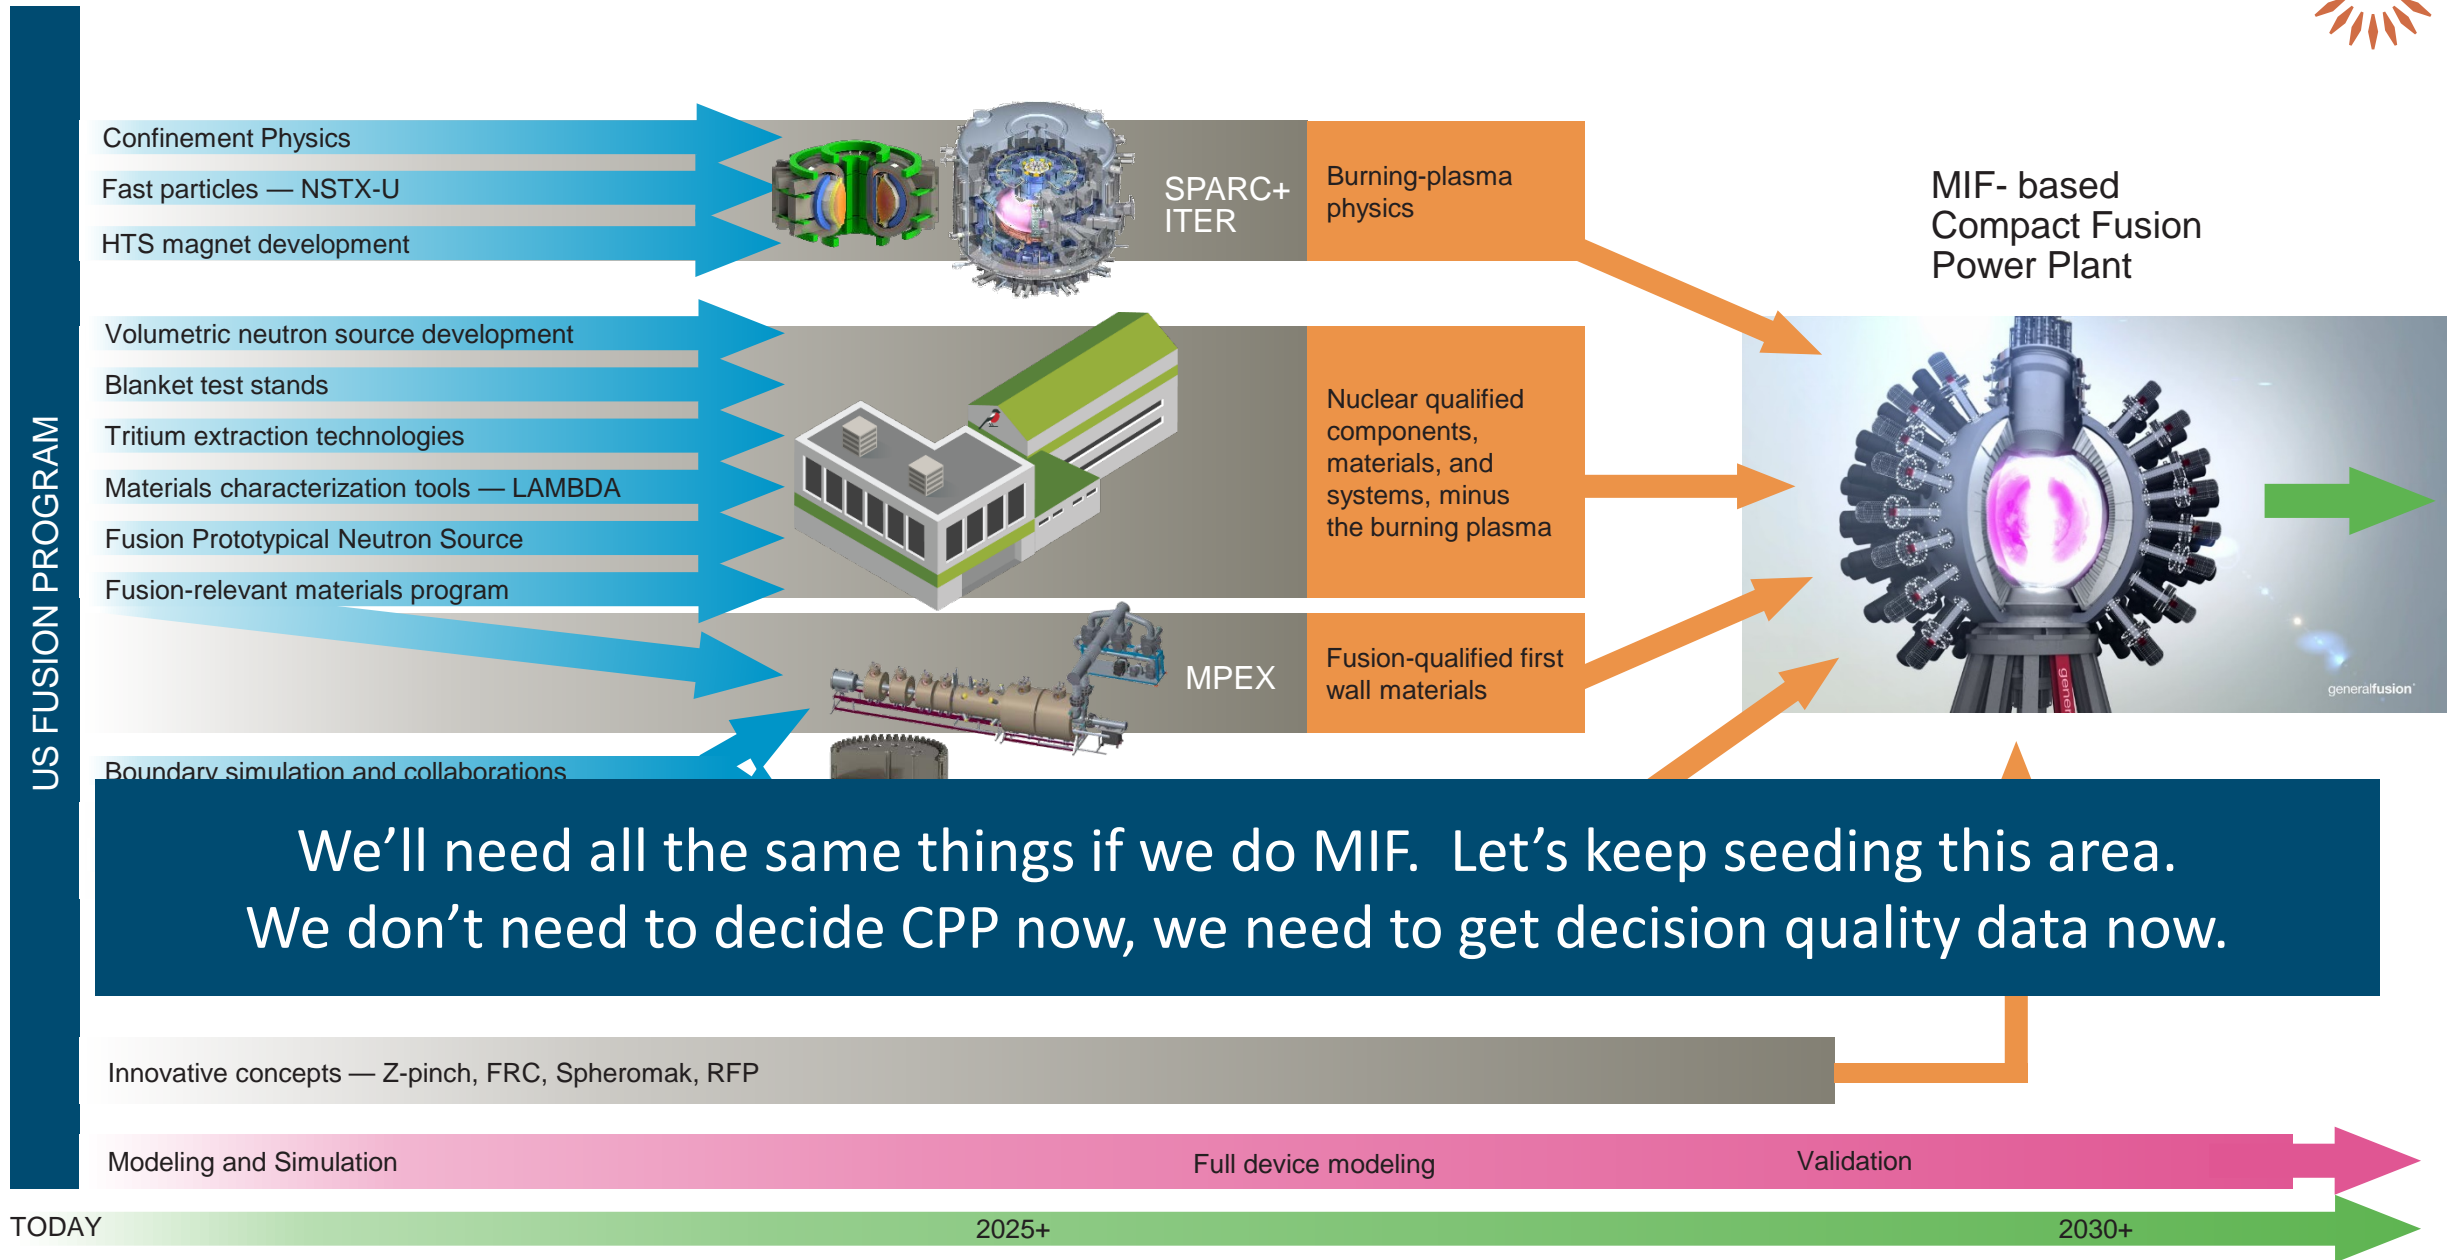 US FUSION PROGRAM
Confinement Physics
Fast particles — NSTX-U
HTS magnet development
SPARC+
ITER
Burning-plasma
physics
MIF- based
Compact Fusion
Power Plant
Volumetric neutron source development
Blanket test stands
Tritium extraction technologies
Materials characterization tools — LAMBDA
Fusion Prototypical Neutron Source
Fusion-relevant materials program
Nuclear qualified
components,
materials, and
systems, minus
the burning plasma
MPEX
Fusion-qualified first
wall materials
gene
generalfusion
Boundary simulation and collaborations
We’ll need all the same things if we do MIF.  Let’s keep seeding this area.
We don’t need to decide CPP now, we need to get decision quality data now.
Innovative concepts — Z-pinch, FRC, Spheromak, RFP
Modeling and Simulation
Full device modeling
Validation
TODAY
2025+
2030+